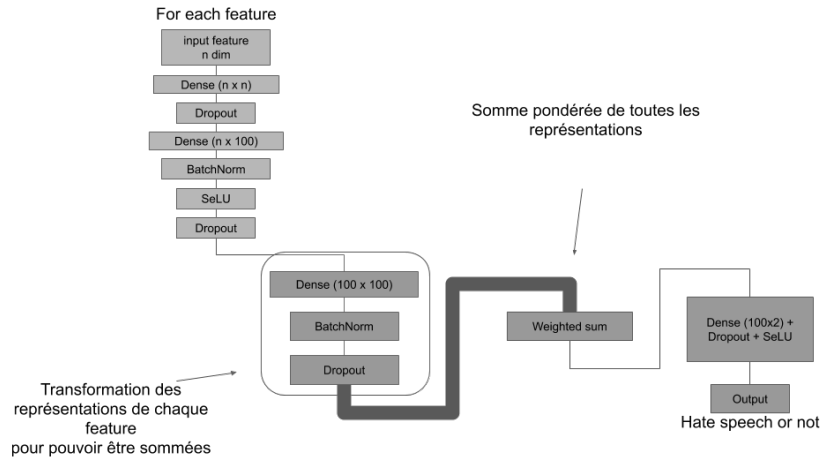 For each feature
input feature
n dim
Dense (n x n)
Dropout
Dense (n x 100)
BatchNorm
SeLU
Dropout
Dense (100 x 100)
BatchNorm
Dropout
Transformation des
représentations de chaque
feature
pour pouvoir être sommées
Somme pondérée de toutes les
représentations
Weighted sum
Dense (100x2) +
Dropout + SeLU
Output
Hate speech or not